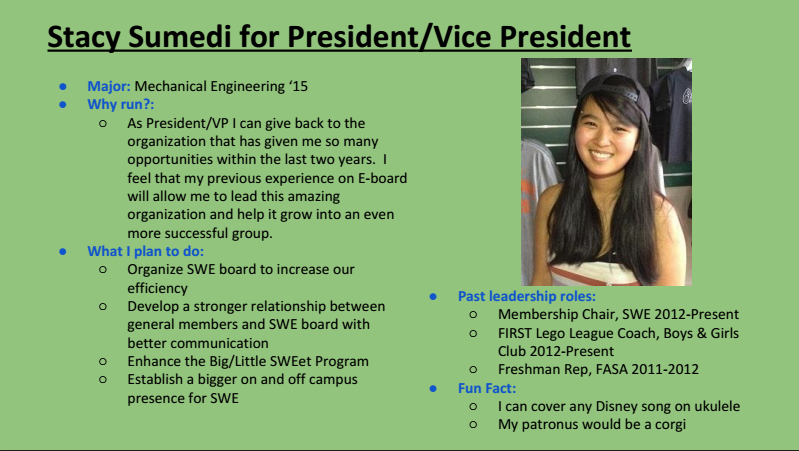 Stacy Sumedi for President/Vice President
● Major: Mechanical Engineering ‘15
● Why run?:
○ As President/VP I can give back to the
organization that has given me so many
opportunities within the last two years.  I
feel that my previous experience on E-board
will allow me to lead this amazing
organization and help it grow into an even
more successful group.
● What I plan to do:
○ Organize SWE board to increase our
efficiency
○ Develop a stronger relationship between
general members and SWE board with
better communication
○ Enhance the Big/Little SWEet Program
○ Establish a bigger on and off campus
presence for SWE
● Past leadership roles:
○ Membership Chair, SWE 2012-Present
○ FIRST Lego League Coach, Boys & Girls
Club 2012-Present
○ Freshman Rep, FASA 2011-2012
● Fun Fact:
○ I can cover any Disney song on ukulele
○ My patronus would be a corgi